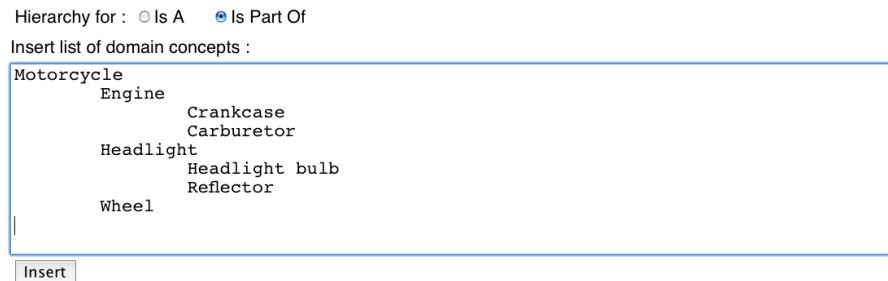 Hierarchy for : Is A Is Part Of
Insert list of domain concepts :
Motorcycle
Engine
Crankcase
Carburetor
Headlight
Headlight bulb
Reflector
Wheel
Insert